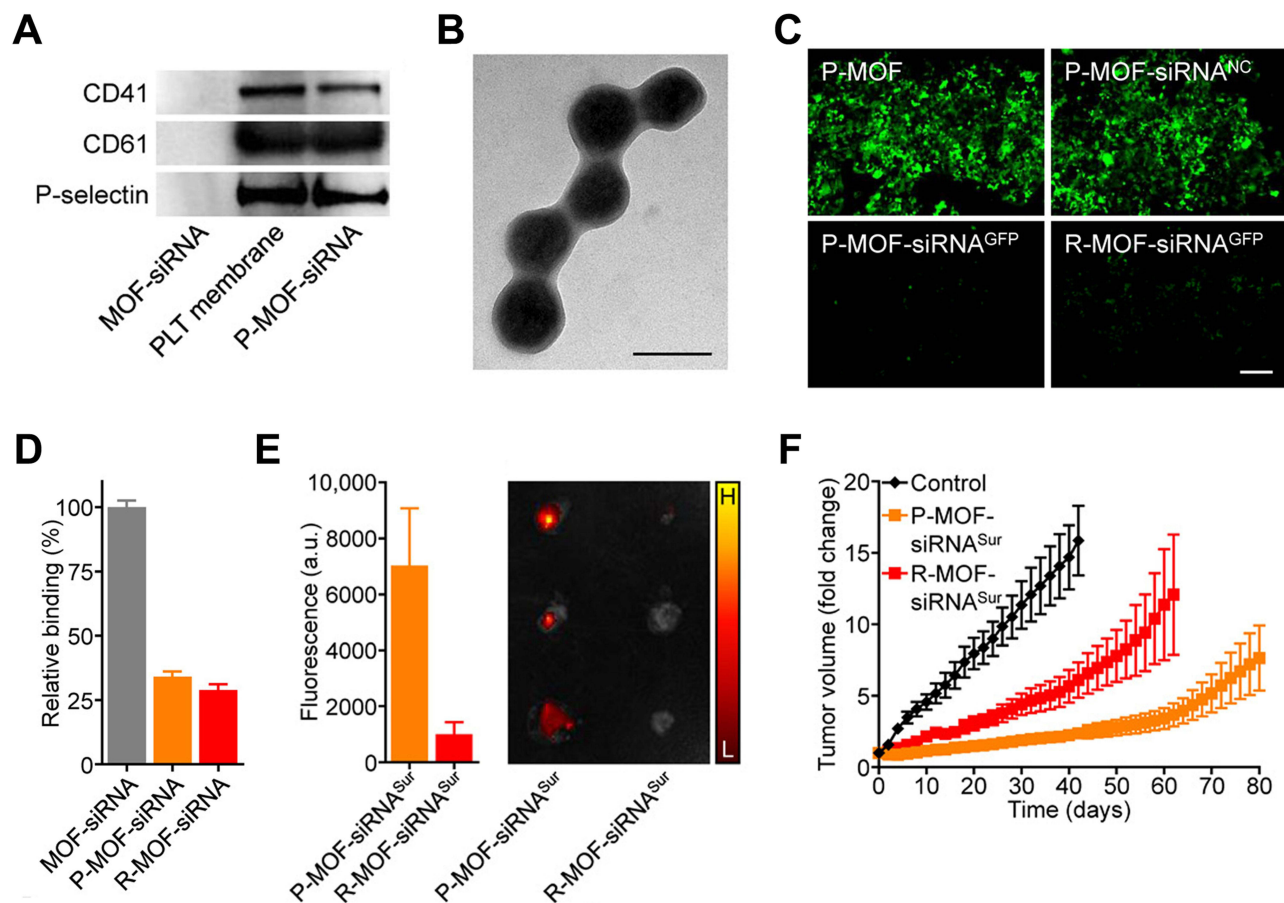 A
CD41
CD61
P-selectin
MOF-siRNA
PLT membrane
P-MOF-siRNA
B
C
P-MOF
P-MOF-siRNA^NC
P-MOF-siRNA^GFP
R-MOF-siRNA^GFP
D
Relative binding (%)
100
75
50
25
0
MOF-siRNA
P-MOF-siRNA
R-MOF-siRNA
E
Fluorescence (a.u.)
10,000
8000
6000
4000
2000
0
P-MOF-siRNA^Sur
R-MOF-siRNA^Sur
H
L
P-MOF-siRNA^Sur
R-MOF-siRNA^Sur
F
Tumor volume (fold change)
20
15
10
5
0
Control
P-MOF-
siRNA^Sur
R-MOF-
siRNA^Sur
0 10 20 30 40 50 60 70 80
Time (days)